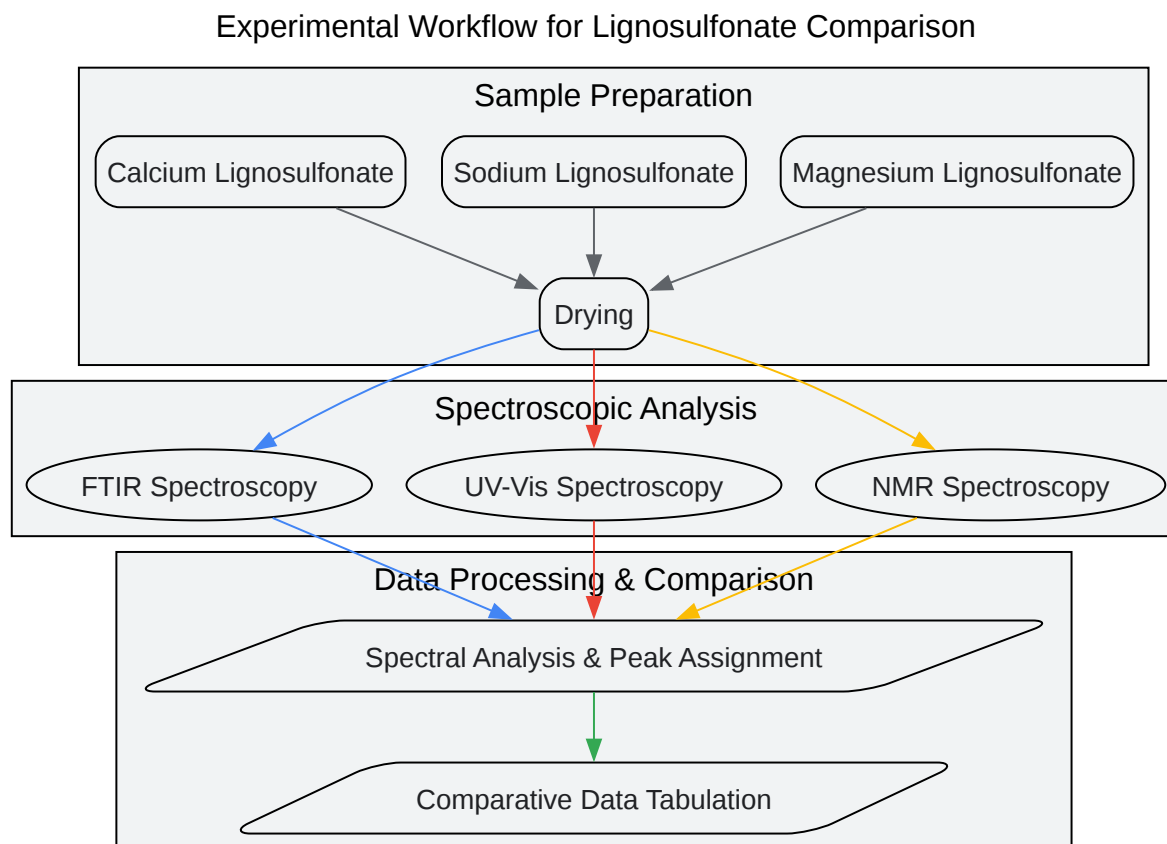 Experimental Workflow for Lignosulfonate Comparison
Sample Preparation
Calcium Lignosulfonate
Sodium Lignosulfonate
Magnesium Lignosulfonate
Drying
Spectroscopic Analysis
FTIR Spectroscopy
UV-Vis Spectroscopy
NMR Spectroscopy
Data Processing & Comparison
Spectral Analysis & Peak Assignment
Comparative Data Tabulation